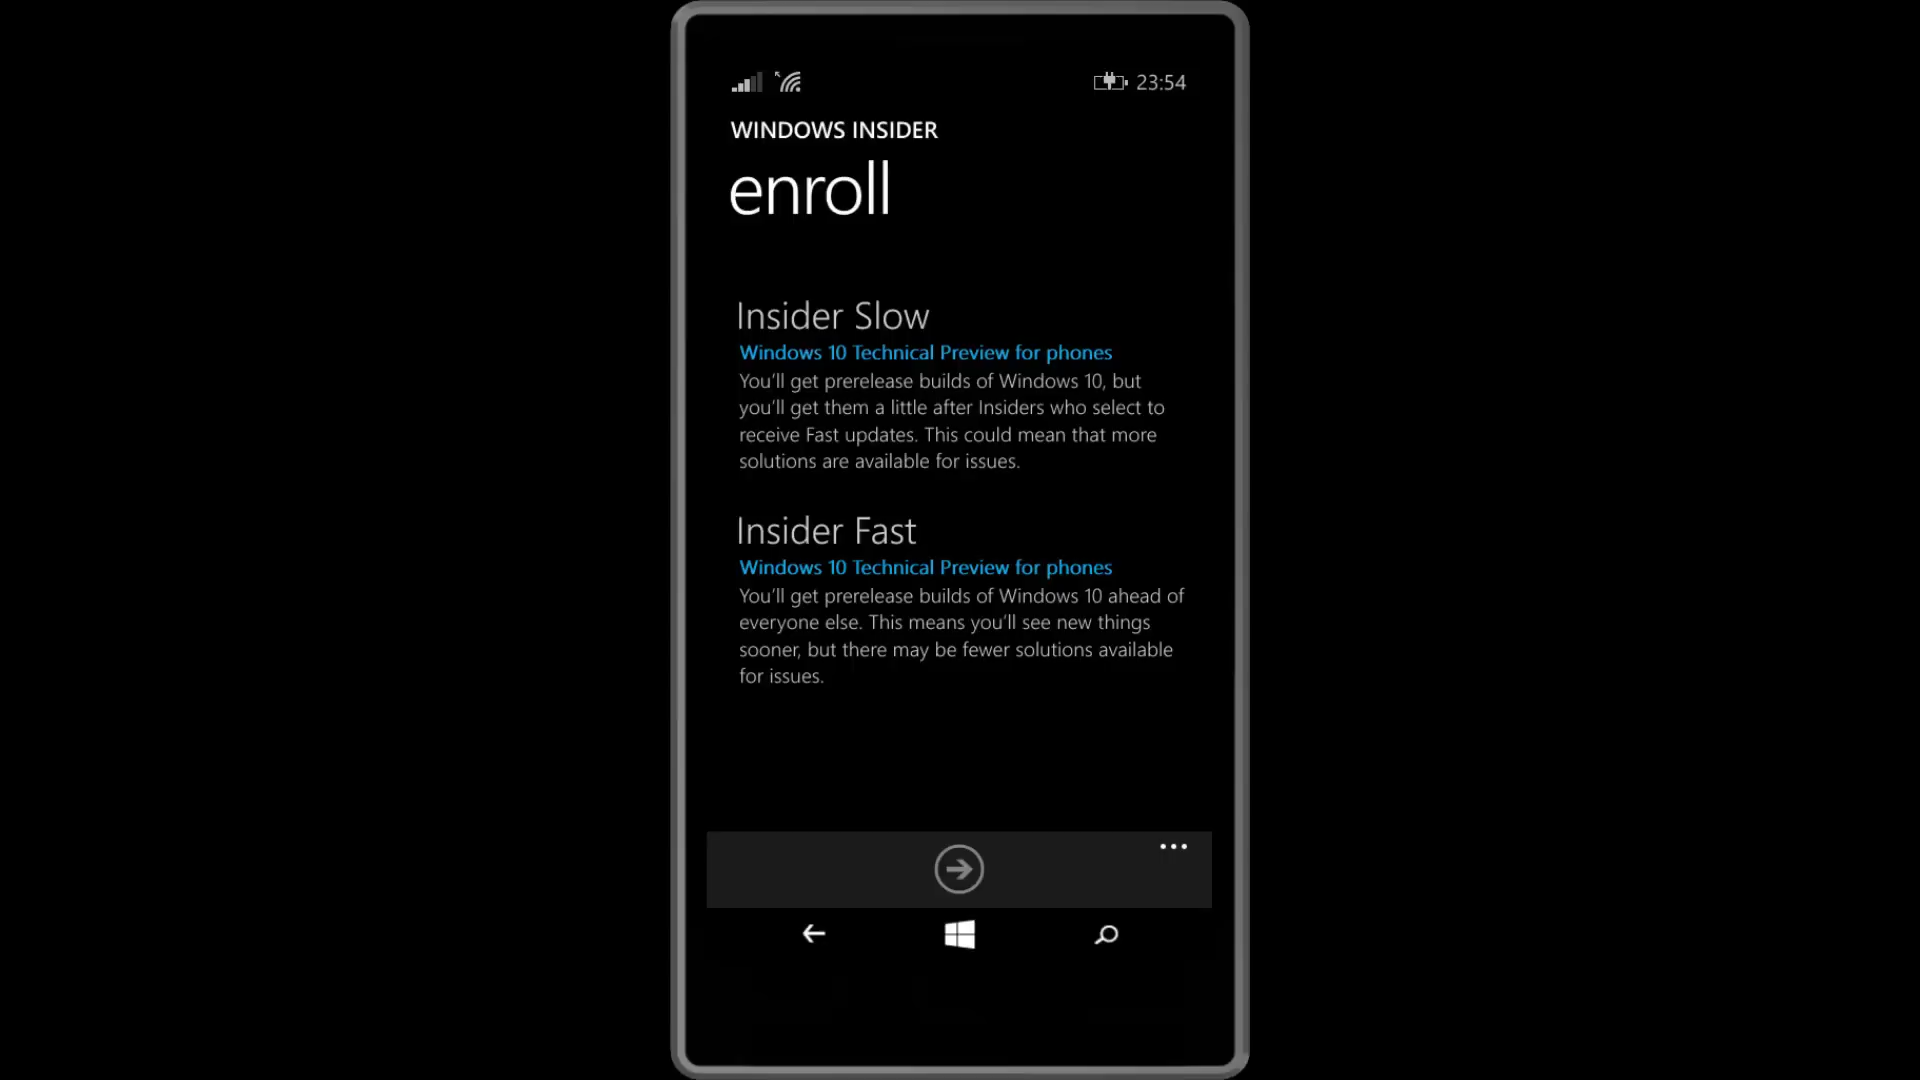 23:54
WINDOWS INSIDER
enroll
Insider Slow
Windows 10 Technical Preview for phones
You'll get prerelease builds of Windows 10, but
you'll get them a little after Insiders who select to
receive Fast updates. This could mean that more
solutions are available for issues.
Insider Fast
Windows 10 Technical Preview for phones
You'll get prerelease builds of Windows 10 ahead of
everyone else. This means you'll see new things
sooner, but there may be fewer solutions available
for issues.